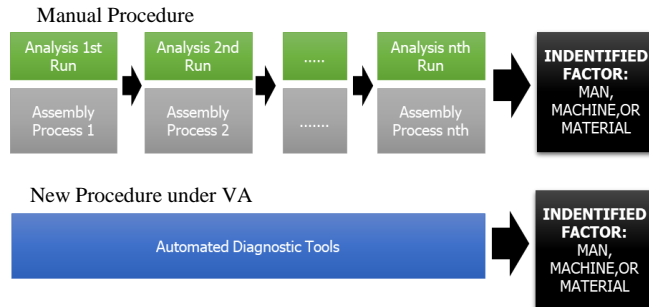 Manual Procedure
Analysis 1st
Run
Analysis 2nd
Run
.....
Analysis nth
Run
Assembly
Process 1
Assembly
Process 2
.......
Assembly
Process nth
INDENTIFIED
FACTOR:
MAN,
MACHINE,OR
MATERIAL
New Procedure under VA
Automated Diagnostic Tools
INDENTIFIED
FACTOR:
MAN,
MACHINE,OR
MATERIAL